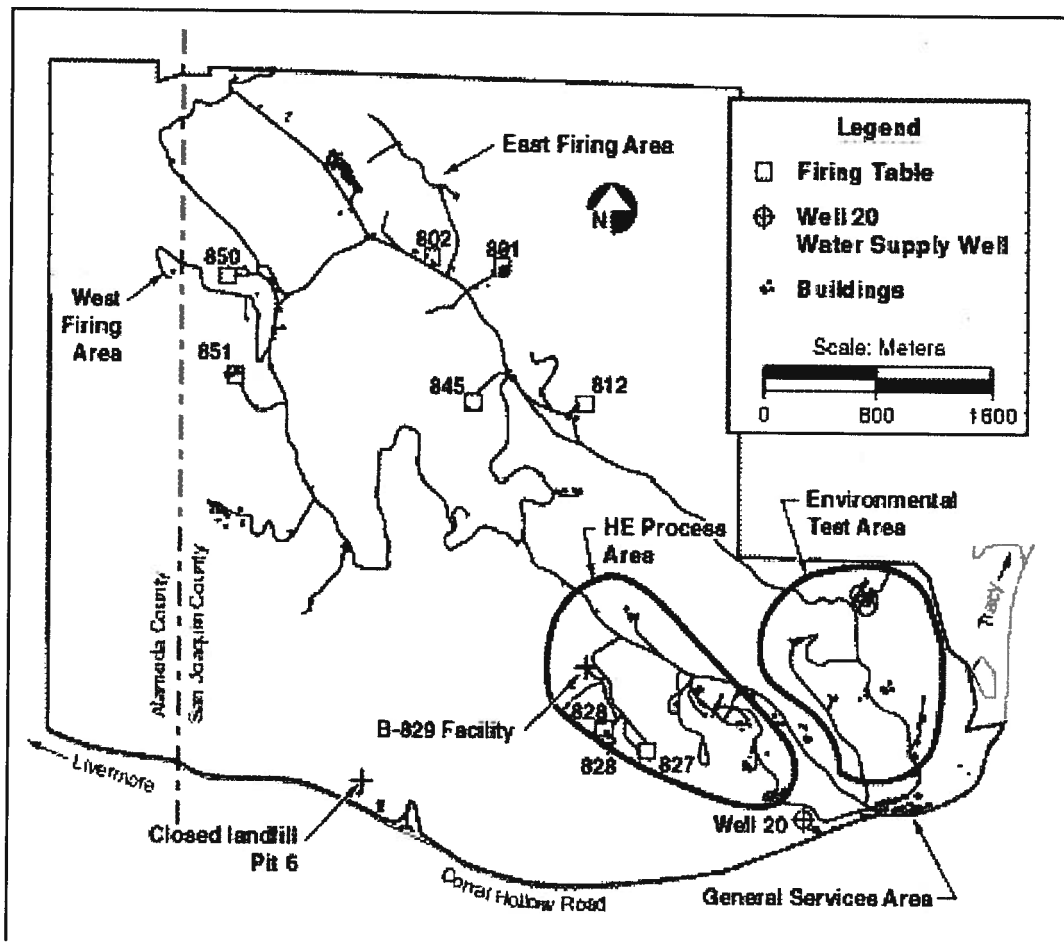 East Firing Area
N
802
801
850
West
Firing
Area
851
845
812
Legend
Firing Table
Well 20
Water Supply Well
Buildings
Scale: Meters
0 800 1600
Environmental
Test Area
HE Process
Area
Tracy
Alameda County
San Joaquin County
B-829 Facility
828
828
827
Livermore
Closed landfill
Pit 6
Well 20
Corral Hollow Road
General Services Area